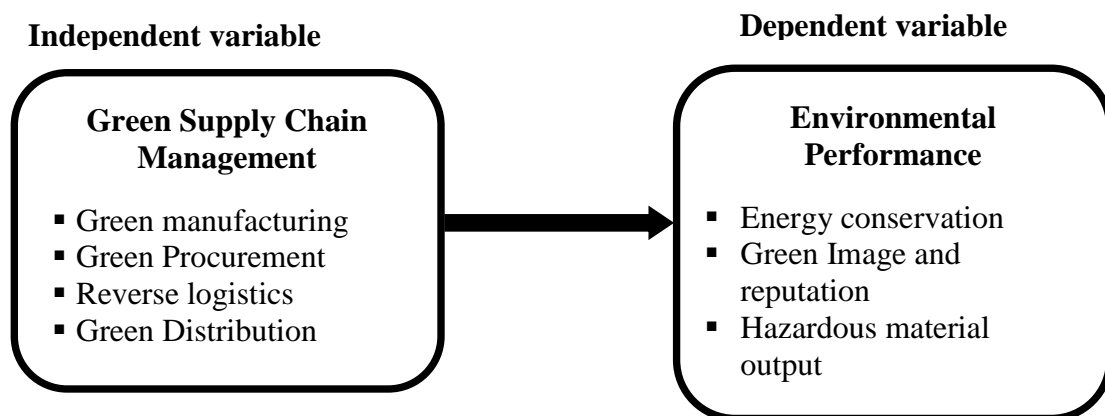 Independent variable
Green Supply Chain
Management
▪ Green manufacturing
▪ Green Procurement
▪ Reverse logistics
▪ Green Distribution
Dependent variable
Environmental
Performance
▪ Energy conservation
▪ Green Image and
reputation
▪ Hazardous material
output